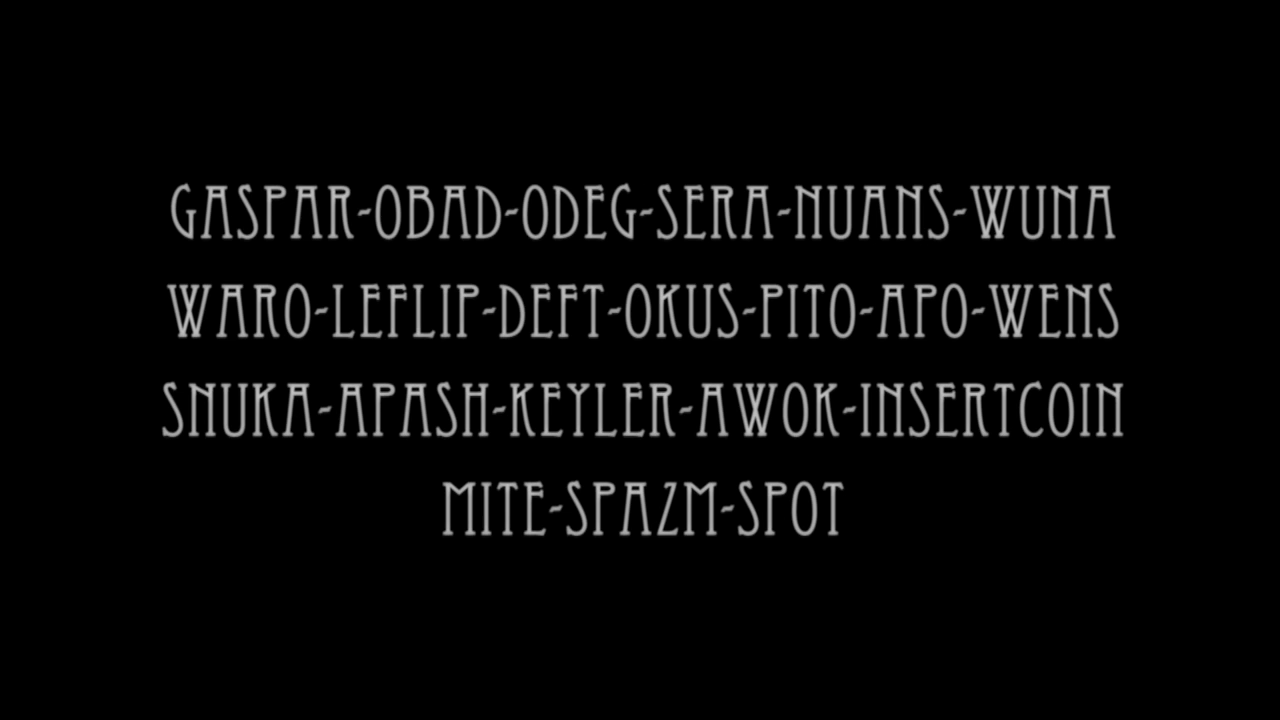 GASPAR-OBAD-ODEG-SERA-NUANS-WUNA
WARO-LEFLIP-DEFT-OKUS-PITO-APO-WENS
SNUKA-APASH-KEYLER-AWOK-INSERTCOIN
MITE-SPAZM-SPOT